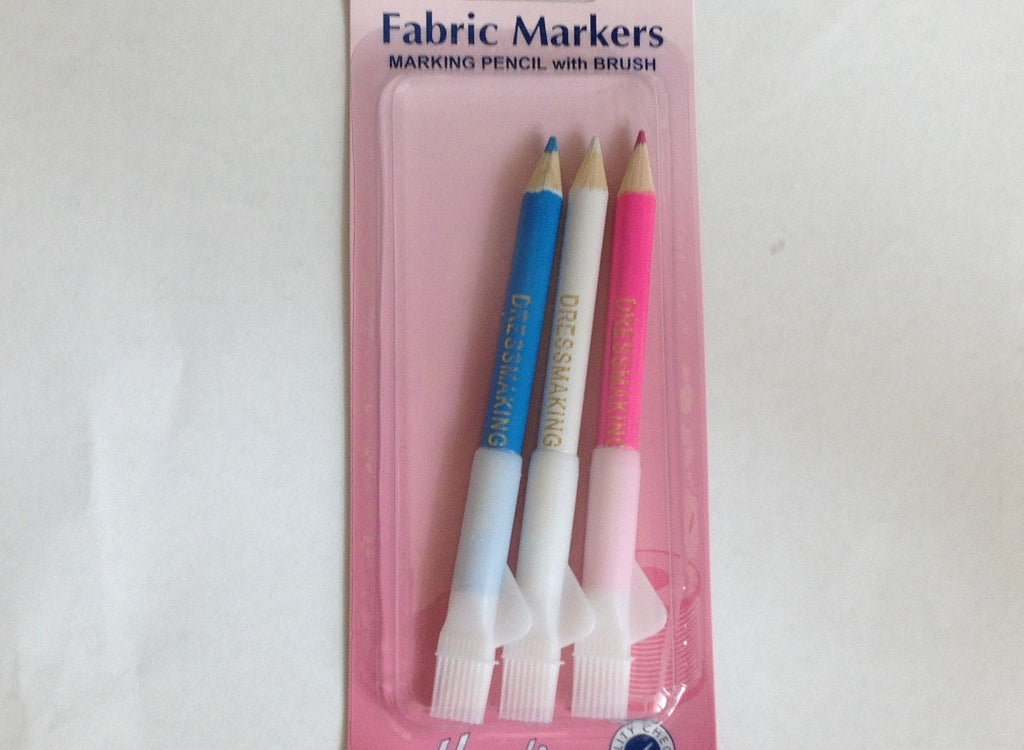 Fabric Markers
MARKING PENCIL with BRUSH
DRESSMAKING
DRESSMAKING
DRESSMAKING